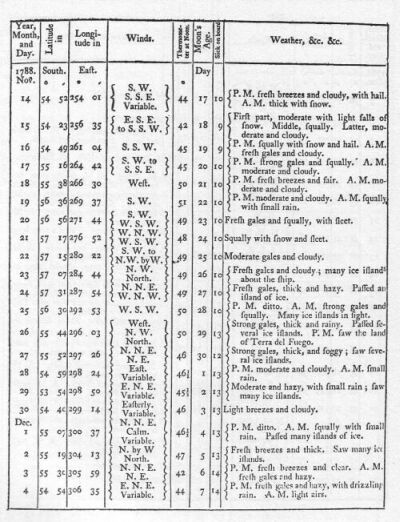 Year, Month, and Day. Latitude in Longitude in Winds. Thermometer at Noon. Moon's Age. Sick on board Weather, &c. &c.
1788. South. East. Day
Nov.
14 54 52 254 01 S. W. S. S. E. Variable. 44 17 10 P. M. fresh breezes and cloudy, with hail.
A. M. thick with snow.
15 54 23 256 35 E. S. E. to S. S. W. 42 18 9 First part, moderate with light falls of
snow. Middle, squally. Latter, mo-
derate and cloudy.
16 54 49 261 04 S. S. W. 45 19 9 P. M. squally with snow and hail. A. M.
fresh gales and cloudy.
17 55 16 264 42 S. W. to S. S. E. 45 20 10 P. M. strong gales and squally. A. M.
moderate and cloudy.
18 55 38 266 30 West. 50 21 10 P. M. fresh breezes and fair. A. M. mo-
derate and cloudy.
19 56 36 269 37 S. W. 51 22 10 P. M. moderate and cloudy. A. M. squally
with small rain.
20 56 56 271 44 S. W. W. S. W. 49 23 10 Fresh gales and squally, with sleet.
21 57 17 276 52 W. N. W. W. S. W. 48 24 10 Squally with snow and sleet.
22 57 15 280 22 S. W. to N.W. by W. 49 25 10 Moderate gales and cloudy.
23 57 07 284 44 N. W. North. 49 26 10 Fresh gales and cloudy; many ice islands
about the ship.
24 57 31 287 54 N. N. E. W. N. W. 49 27 10 Fresh gales, thick and hazy. Passed an
island of ice.
25 56 30 292 53 W. S. W. 50 28 10 P. M. ditto. A. M. strong gales and
squally. Many ice islands in sight.
26 55 44 296 03 West. N. W. North. 50 29 13 Strong gales, thick and rainy. Passed se-
veral ice islands. P. M. saw the land
of Terra del Fuego.
27 55 52 297 26 N. N. E. N. E. 46 30 12 Strong gales, thick, and foggy; saw seve-
ral ice islands.
28 54 59 298 24 East. Variable. 46½ 1 13 P. M. moderate and cloudy. A. M. small
rain.
29 53 54 298 50 E. N. E. Variable. 45½ 2 13 Moderate and hazy, with small rain; saw
many ice islands.
30 54 40 299 14 Easterly. Variable. 46 3 13 Light breezes and cloudy.
Dec.
1 55 07 300 37 S. W. Calm. Variable. 46½ 4 13 P. M. ditto. A. M. squally with small
rain. Passed many islands of ice.
2 55 19 304 13 N. by W North. 47 5 13 Fresh breezes and thick. Saw many ice
islands.
3 55 30 305 59 N. N. E. N. E. 42 6 14 P. M. fresh breezes and clear. A. M.
fresh gales and hazy.
4 54 54 306 35 E. N. E. Variable. 44 7 14 P. M. fresh gales and hazy, with drizzling
rain. A. M. light airs.